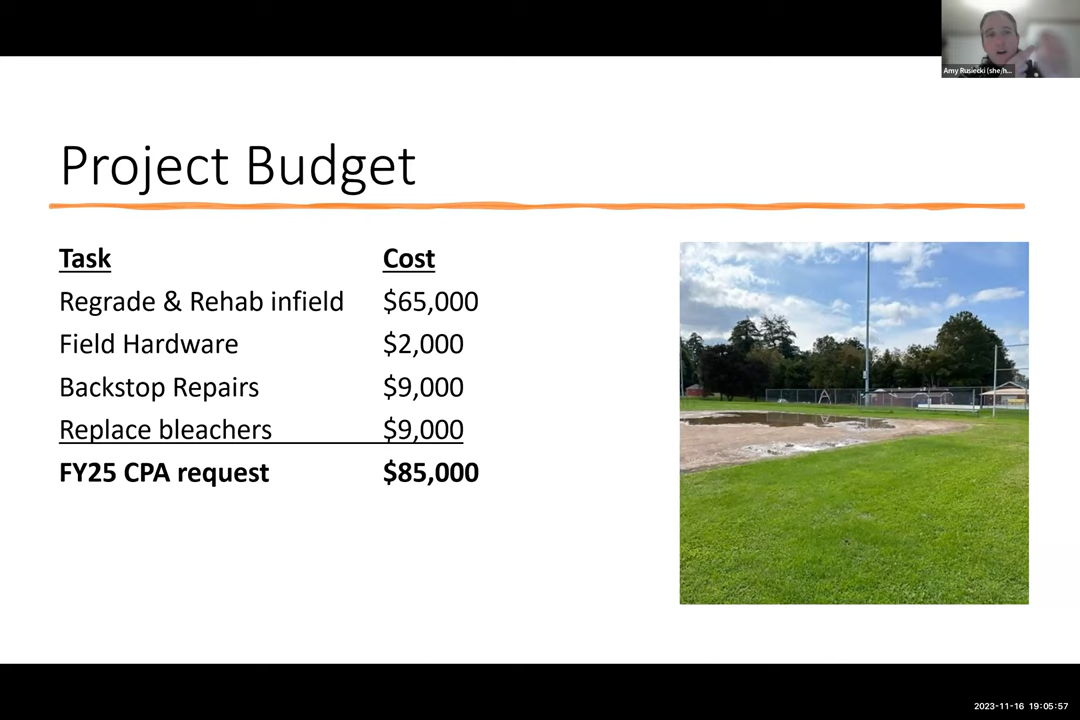 Amy Rusiecki (she/h...
Project Budget
Task Cost
Regrade & Rehab infield $65,000
Field Hardware $2,000
Backstop Repairs $9,000
Replace bleachers $9,000
FY25 CPA request $85,000
2023-11-16 19:05:57